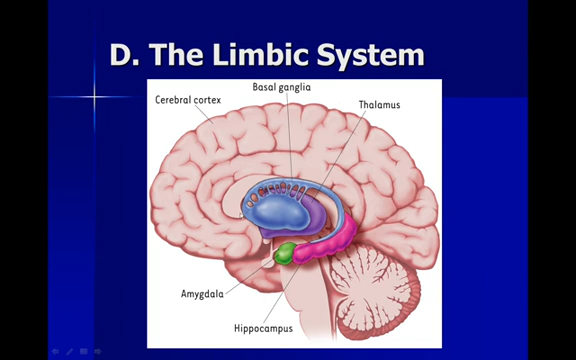 D. The Limbic System
Basal ganglia
Cerebral cortex
Thalamus
Amygdala
Hippocampus